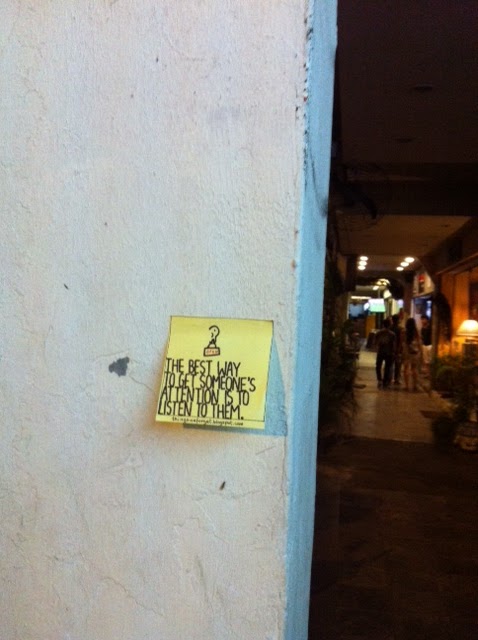 THE BEST WAY
TO GET SOMEONE'S
ATTENTION IS TO
LISTEN TO THEM.